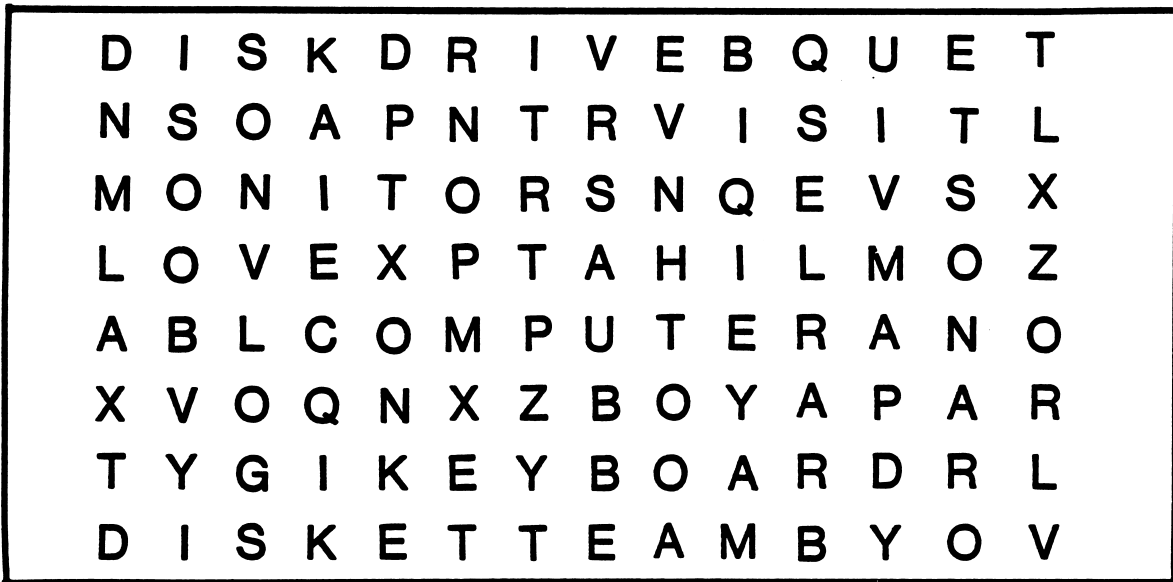 D I S K D R I V E B Q U E T
N S O A P N T R V I S I T L
M O N I T O R S N Q E V S X
L O V E X P T A H I L M O Z
A B L C O M P U T E R A N O
X V O Q N X Z B O Y A P A R
T Y G I K E Y B O A R D R L
D I S K E T T E A M B Y O V